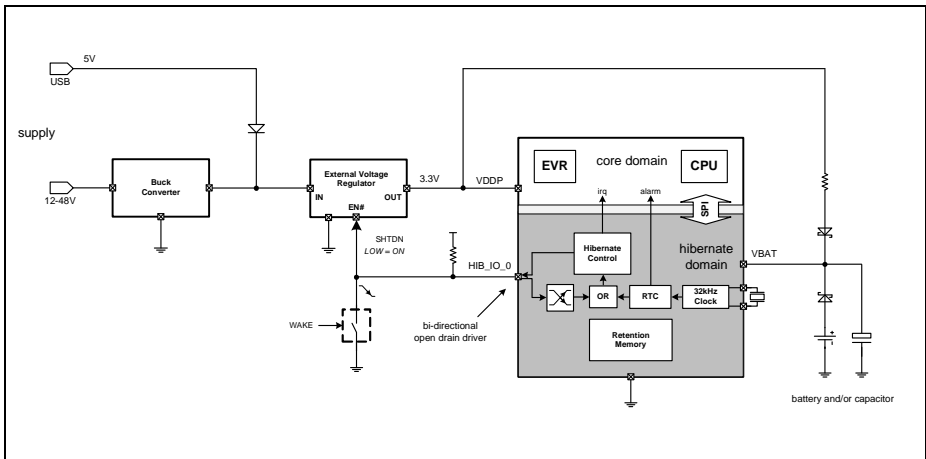 5V
USB
supply
12-48V
Buck
Converter
External Voltage
Regulator
IN
OUT
EN#
3.3V
VDDP
SHTDN
LOW = ON
HIB_IO_0
WAKE
bi-directional
open drain driver
EVR
core domain
CPU
irq
alarm
SPI
Hibernate
Control
hibernate
domain
VBAT
OR
RTC
32kHz
Clock
Retention
Memory
+
-
battery and/or capacitor